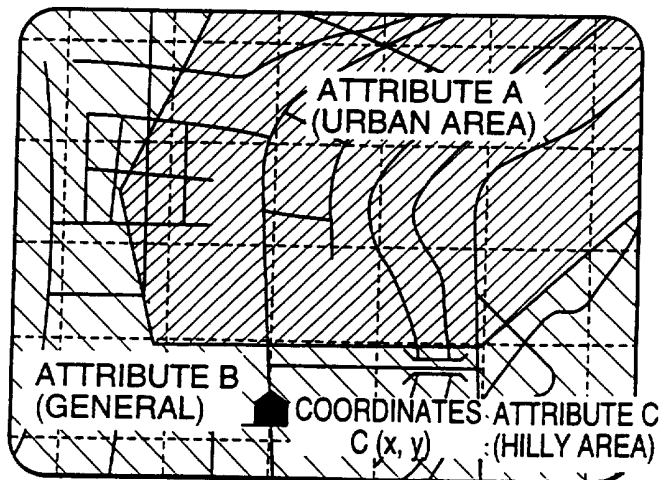 ATTRIBUTE A
(URBAN AREA)
ATTRIBUTE B
(GENERAL)
COORDINATES
C (x, y)
ATTRIBUTE C
(HILLY AREA)